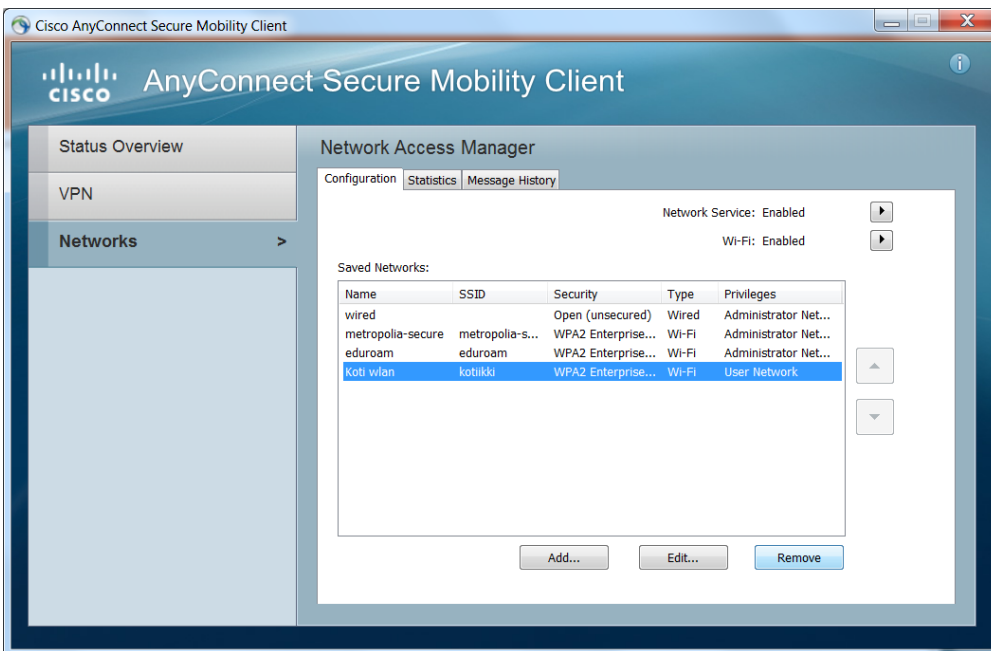 Cisco AnyConnect Secure Mobility Client
CISCO AnyConnect Secure Mobility Client
Status Overview
VPN
Networks >
Network Access Manager
Configuration Statistics Message History
Network Service: Enabled
Wi-Fi: Enabled
Saved Networks:
Name SSID Security Type Privileges
wired Open (unsecured) Wired Administrator Net...
metropolia-secure metropolia-s... WPA2 Enterprise... Wi-Fi Administrator Net...
eduroam eduroam WPA2 Enterprise... Wi-Fi Administrator Net...
Koti wlan kotiikki WPA2 Enterprise... Wi-Fi User Network
Add... Edit... Remove